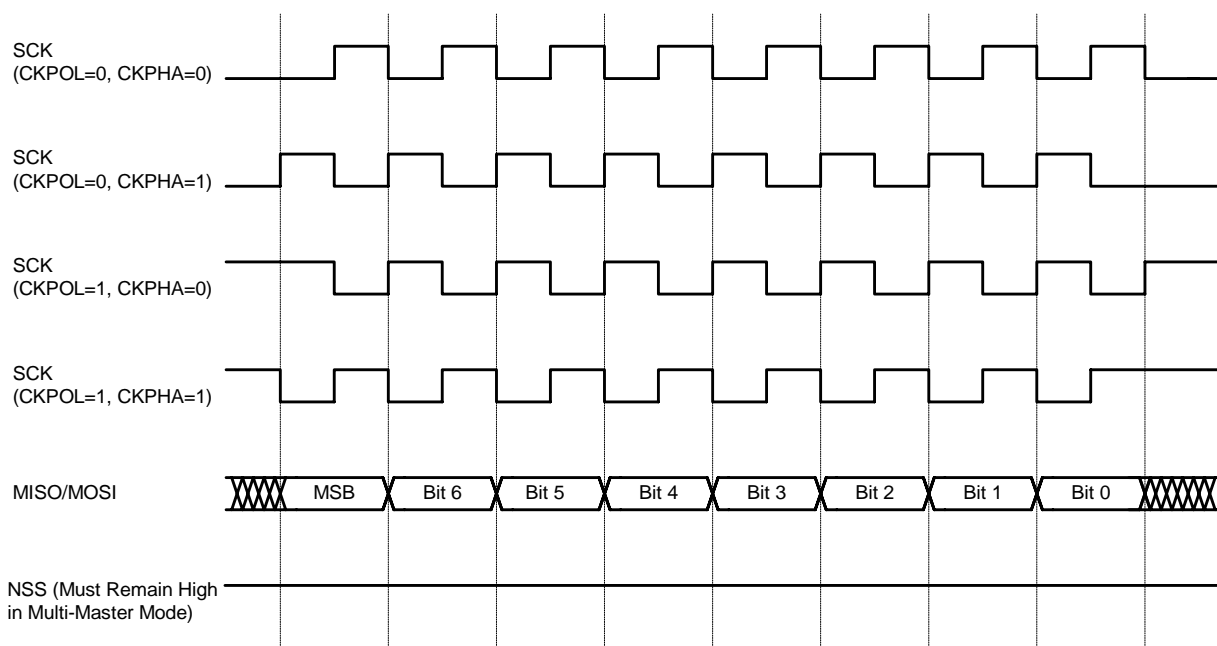 SCK
(CKPOL=0, CKPHA=0)
SCK
(CKPOL=0, CKPHA=1)
SCK
(CKPOL=1, CKPHA=0)
SCK
(CKPOL=1, CKPHA=1)
MISO/MOSI MSB Bit 6 Bit 5 Bit 4 Bit 3 Bit 2 Bit 1 Bit 0
NSS (Must Remain High
in Multi-Master Mode)